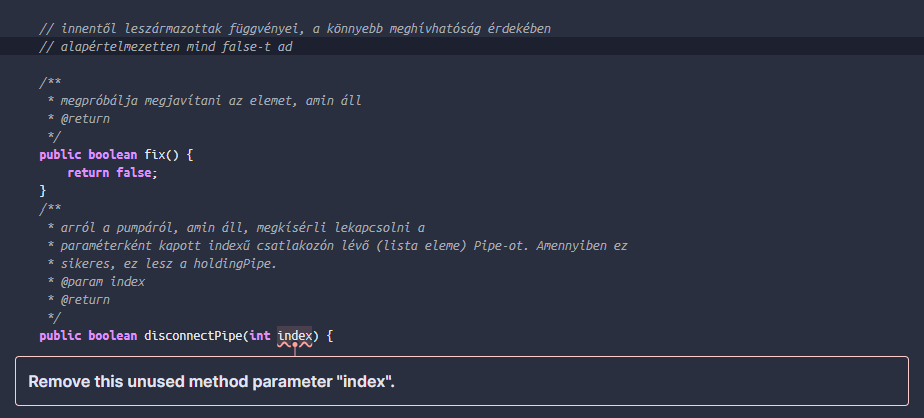 // innentől leszármazottak függvényei, a könnyebb meghívhatóság érdekében
// alapértelmezetten mind false-t ad
/**
* megpróbálja megjavítani az elemet, amin áll
* @return
*/
public boolean fix() {
return false;
}
/**
* arról a pumpáról, amin áll, megkísérli lekapcsolni a
* paraméterként kapott indexű csatlakozón lévő (lista eleme) Pipe-ot. Amennyiben ez
* sikeres, ez lesz a holdingPipe.
* @param index
* @return
*/
public boolean disconnectPipe(int index) {
Remove this unused method parameter "index".